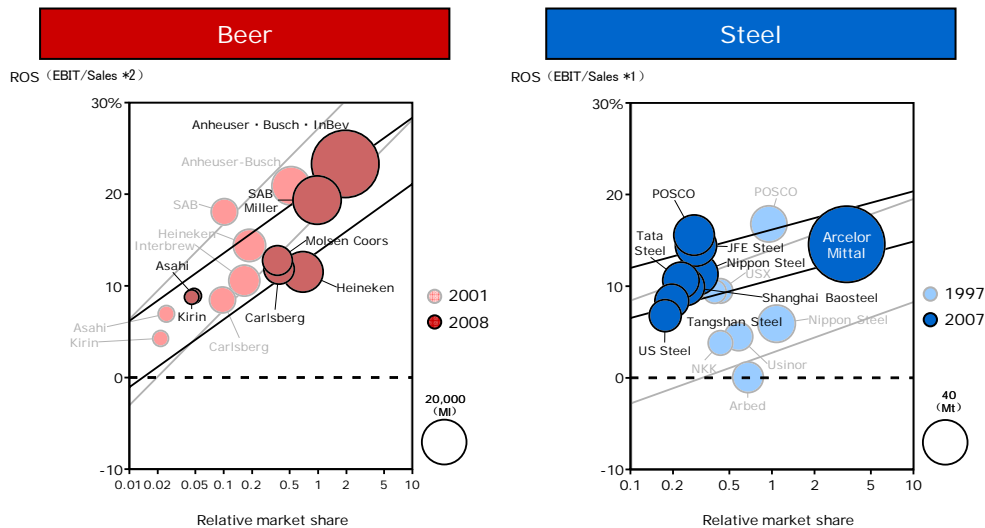 Beer
ROS（EBIT/Sales *2）
30%
20
10
0
-10
0.01
0.02
0.05
0.1
0.2
0.5
1
2
5
10
Relative market share
Anheuser・Busch・InBev
Anheuser-Busch
SAB
SAB
Miller
Heineken
Interbrew
Molsen Coors
Asahi
Heineken
Kirin
Carlsberg
Asahi
Kirin
Carlsberg
2001
2008
20,000
（Ml）
Steel
ROS（EBIT/Sales *1）
30%
20
10
0
-10
0.1
0.2
0.5
1
2
5
10
Relative market share
POSCO
POSCO
Tata
Steel
JFE Steel
Nippon Steel
USX
Arcelor
Mittal
Shanghai Baosteel
Tangshan Steel
Nippon Steel
US Steel
NKK
Usinor
Arbed
1997
2007
40
（Mt）